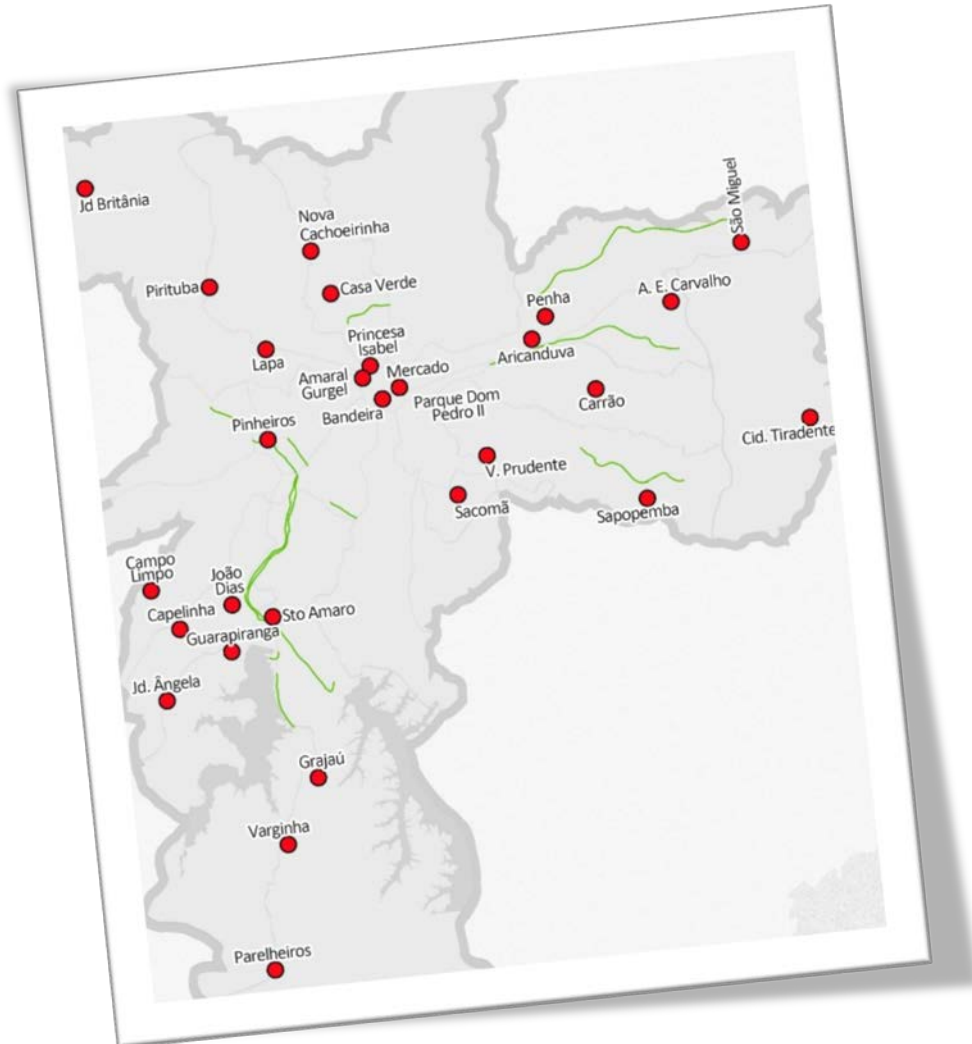 São Miguel
Jd Britânia
Nova
Cachoeirinha
Pirituba
Casa Verde
A. E. Carvalho
Penha
Princesa
Isabel
Aricanduva
Lapa
Amaral
Gurgel
Mercado
Bandeira
Parque Dom
Pedro II
Carrão
Pinheiros
Cid. Tiradente
V. Prudente
Sacomã
Sapopemba
Campo
Limpo
João
Dias
Capelinha
Sto Amaro
Guarapiranga
Jd. Ângela
Grajaú
Varginha
Parelheiros